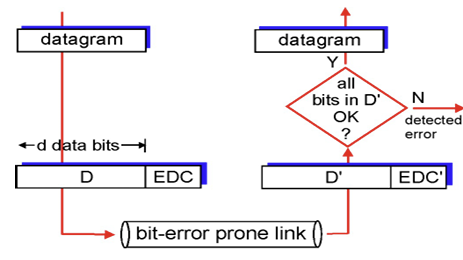 datagram
datagram
Y
all
bits in D'
OK
?
N
detected
error
d data bits
D
EDC
D'
EDC'
bit-error prone link